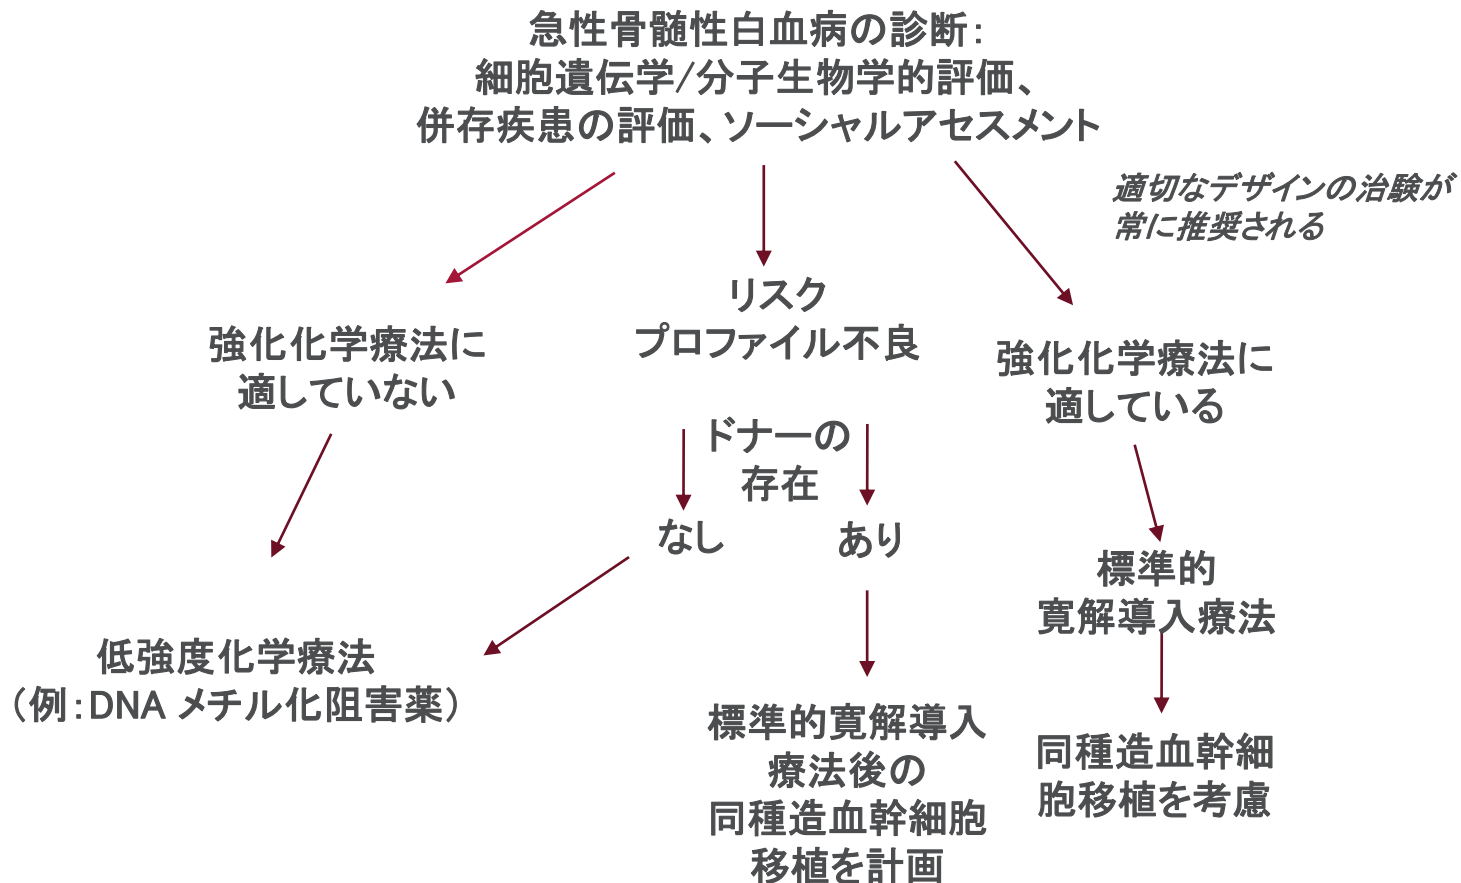 急性骨髄性白血病の診断：
細胞遺伝学/分子生物学的評価、
併存疾患の評価、ソーシャルアセスメント
適切なデザインの治験が
常に推奨される
強化化学療法に
適していない
リスク
プロファイル不良
強化化学療法に
適している
ドナーの
存在
なし
あり
標準的
寛解導入療法
低強度化学療法
（例：DNA メチル化阻害薬）
標準的寛解導入
療法後の
同種造血幹細胞
移植を計画
同種造血幹細
胞移植を考慮